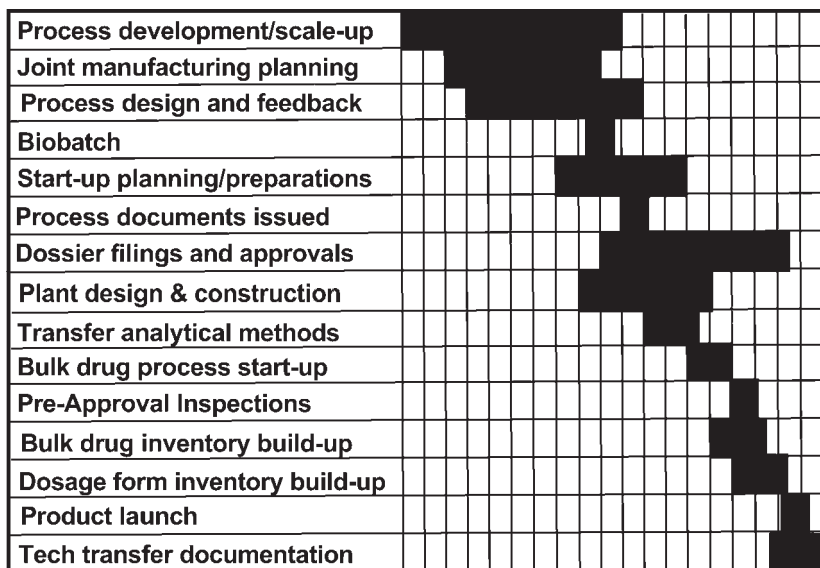 Process development/scale-up
Joint manufacturing planning
Process design and feedback
Biobatch
Start-up planning/preparations
Process documents issued
Dossier filings and approvals
Plant design & construction
Transfer analytical methods
Bulk drug process start-up
Pre-Approval Inspections
Bulk drug inventory build-up
Dosage form inventory build-up
Product launch
Tech transfer documentation